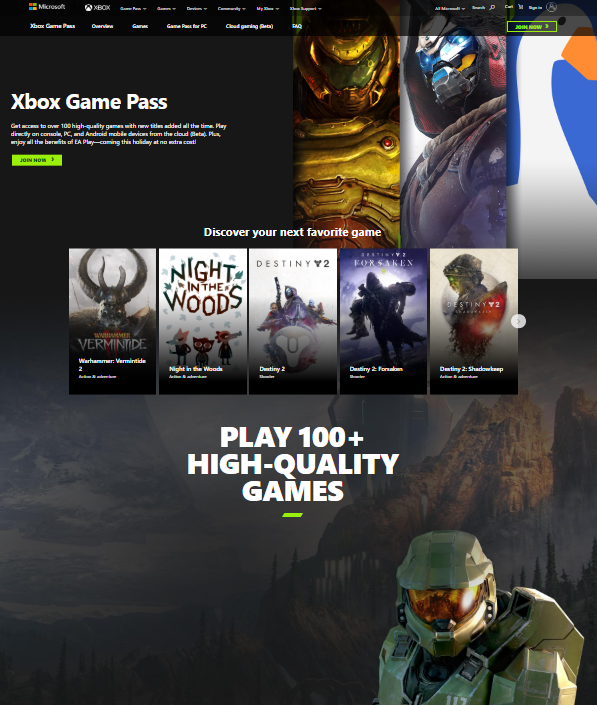 Microsoft XBOX Game Pass Games Devices Community My Xbox Xbox Support All Microsoft Search Cart Sign in
Xbox Game Pass Overview Games Game Pass for PC Cloud gaming (Beta) FAQ JOIN NOW
Xbox Game Pass
Get access to over 100 high-quality games with new titles added all the time. Play
directly on console, PC, and Android mobile devices from the cloud (Beta). Plus,
enjoy all the benefits of EA Play—coming this holiday at no extra cost!
JOIN NOW
Discover your next favorite game
WARHAMMER
VERMINTIDE
Warhammer: Vermintide
2
Action & adventure
NIGHT
IN THE
WOODS
Night in the Woods
Action & adventure
DESTINY 2
Destiny 2
Shooter
DESTINY 2
FORSAKEN
Destiny 2: Forsaken
Shooter
DESTINY 2
SHADOWKEEP
Destiny 2: Shadowkeep
Action & adventure
PLAY 100+
HIGH-QUALITY
GAMES
117